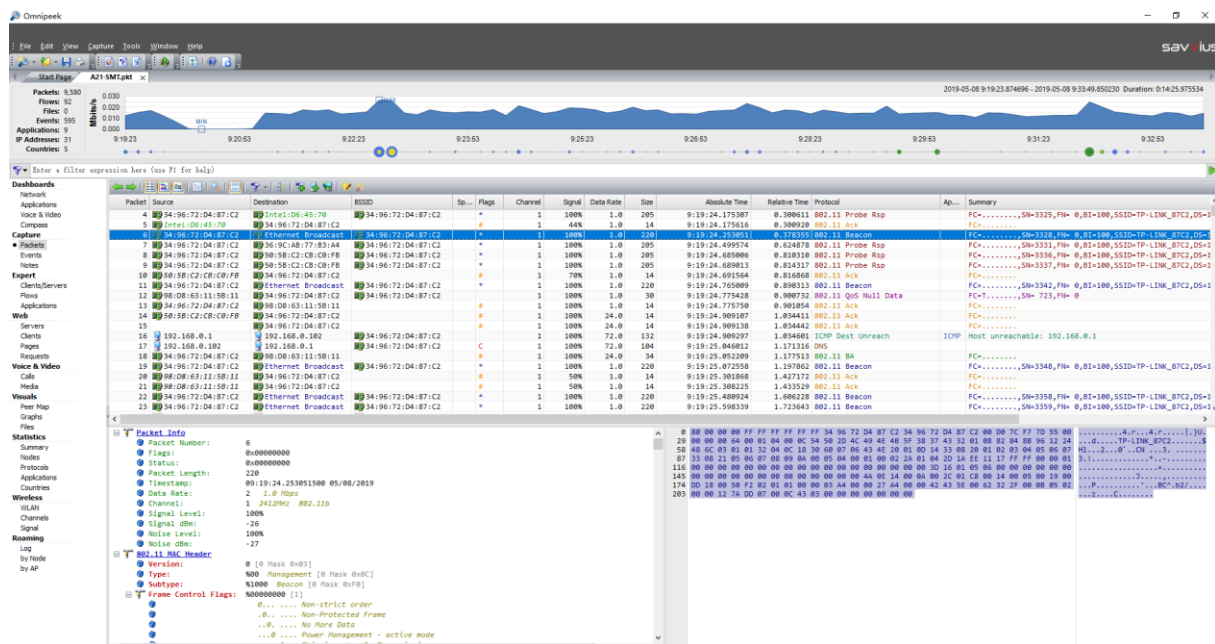 Omnipeek
File Edit View Capture Tools Window Help
savvius
Start Page A21-SMT.pkt
Packets: 9,580
Flows: 92
Files: 0
Events: 595
Applications: 9
IP Addresses: 31
Countries: 5
2019-05-08 9:19:23.874696 - 2019-05-08 9:33:49.850230 Duration: 0:14:25.975534
Mbits/s
0.030
0.020
0.010
0.000
MIN
MAX
9:19:23 9:20:53 9:22:23 9:23:53 9:25:23 9:26:53 9:28:23 9:29:53 9:31:23 9:32:53
Enter a filter expression here (use F1 for help)
Dashboards
Network
Applications
Voice & Video
Compass
Capture
Packets
Events
Notes
Expert
Clients/Servers
Flows
Applications
Web
Servers
Clients
Pages
Requests
Voice & Video
Calls
Media
Visuals
Peer Map
Graphs
Files
Statistics
Summary
Nodes
Protocols
Applications
Countries
Wireless
WLAN
Channels
Signal
Roaming
Log
by Node
by AP
Packet Source Destination BSSID Sp... Flags Channel Signal Data Rate Size Absolute Time Relative Time Protocol Ap... Summary
4 34:96:72:D4:87:C2 Intel:D6:45:70 34:96:72:D4:87:C2 * 1 100% 1.0 205 9:19:24.175307 0.300611 802.11 Probe Rsp FC=........,SN=3325,FN= 0,BI=100,SSID=TP-LINK_87C2,DS=1
5 Intel:D6:45:70 34:96:72:D4:87:C2 # 1 44% 1.0 14 9:19:24.175616 0.300920 802.11 Ack FC=........
6 34:96:72:D4:87:C2 Ethernet Broadcast 34:96:72:D4:87:C2 * 1 100% 1.0 220 9:19:24.253051 0.378355 802.11 Beacon FC=........,SN=3328,FN= 0,BI=100,SSID=TP-LINK_87C2,DS=1
7 34:96:72:D4:87:C2 36:9C:AB:77:B3:A4 34:96:72:D4:87:C2 * 1 100% 1.0 205 9:19:24.499574 0.624878 802.11 Probe Rsp FC=........,SN=3331,FN= 0,BI=100,SSID=TP-LINK_87C2,DS=1
8 34:96:72:D4:87:C2 50:5B:C2:CB:C0:FB 34:96:72:D4:87:C2 * 1 100% 1.0 205 9:19:24.685006 0.810310 802.11 Probe Rsp FC=........,SN=3336,FN= 0,BI=100,SSID=TP-LINK_87C2,DS=1
9 34:96:72:D4:87:C2 50:5B:C2:CB:C0:FB 34:96:72:D4:87:C2 * 1 100% 1.0 205 9:19:24.689013 0.814317 802.11 Probe Rsp FC=........,SN=3337,FN= 0,BI=100,SSID=TP-LINK_87C2,DS=1
10 50:5B:C2:CB:C0:FB 34:96:72:D4:87:C2 # 1 70% 1.0 14 9:19:24.691564 0.816868 802.11 Ack FC=........
11 34:96:72:D4:87:C2 Ethernet Broadcast 34:96:72:D4:87:C2 * 1 100% 1.0 220 9:19:24.765009 0.890313 802.11 Beacon FC=........,SN=3342,FN= 0,BI=100,SSID=TP-LINK_87C2,DS=1
12 98:D8:63:11:5B:11 34:96:72:D4:87:C2 34:96:72:D4:87:C2 1 100% 1.0 30 9:19:24.775428 0.900732 802.11 QoS Null Data FC=T......,SN= 723,FN= 0
13 34:96:72:D4:87:C2 98:D8:63:11:5B:11 # 1 100% 1.0 14 9:19:24.775750 0.901054 802.11 Ack FC=........
14 50:5B:C2:CB:C0:FB 34:96:72:D4:87:C2 # 1 100% 24.0 14 9:19:24.909107 1.034411 802.11 Ack FC=........
15 34:96:72:D4:87:C2 # 1 100% 24.0 14 9:19:24.909138 1.034442 802.11 Ack FC=........
16 192.168.0.1 192.168.0.102 34:96:72:D4:87:C2 1 100% 72.0 132 9:19:24.909297 1.034601 ICMP Dest Unreach ICMP Host unreachable: 192.168.0.1
17 192.168.0.102 192.168.0.1 34:96:72:D4:87:C2 C 1 100% 72.0 104 9:19:25.046012 1.171316 DNS
18 34:96:72:D4:87:C2 98:D8:63:11:5B:11 # 1 100% 24.0 34 9:19:25.052209 1.177513 802.11 BA FC=........
19 34:96:72:D4:87:C2 Ethernet Broadcast 34:96:72:D4:87:C2 * 1 100% 1.0 220 9:19:25.072558 1.197862 802.11 Beacon FC=........,SN=3348,FN= 0,BI=100,SSID=TP-LINK_87C2,DS=1
20 98:D8:63:11:5B:11 34:96:72:D4:87:C2 # 1 50% 1.0 14 9:19:25.301868 1.427172 802.11 Ack FC=........
21 98:D8:63:11:5B:11 34:96:72:D4:87:C2 # 1 50% 1.0 14 9:19:25.308225 1.433529 802.11 Ack FC=........
22 34:96:72:D4:87:C2 Ethernet Broadcast 34:96:72:D4:87:C2 * 1 100% 1.0 220 9:19:25.480924 1.606228 802.11 Beacon FC=........,SN=3358,FN= 0,BI=100,SSID=TP-LINK_87C2,DS=1
23 34:96:72:D4:87:C2 Ethernet Broadcast 34:96:72:D4:87:C2 * 1 100% 1.0 220 9:19:25.598339 1.723643 802.11 Beacon FC=........,SN=3359,FN= 0,BI=100,SSID=TP-LINK_87C2,DS=1
Packet Info
Packet Number: 6
Flags: 0x00000000
Status: 0x00000000
Packet Length: 220
Timestamp: 09:19:24.253051500 05/08/2019
Data Rate: 2 1.0 Mbps
Channel: 1 2412MHz 802.11b
Signal Level: 100%
Signal dBm: -26
Noise Level: 100%
Noise dBm: -27
802.11 MAC Header
Version: 0 [0 Mask 0x03]
Type: %00 Management [0 Mask 0x0C]
Subtype: %1000 Beacon [0 Mask 0xF0]
Frame Control Flags: %00000000 [1]
0... .... Non-strict order
.0.. .... Non-Protected Frame
..0. .... No More Data
...0 .... Power Management - active mode